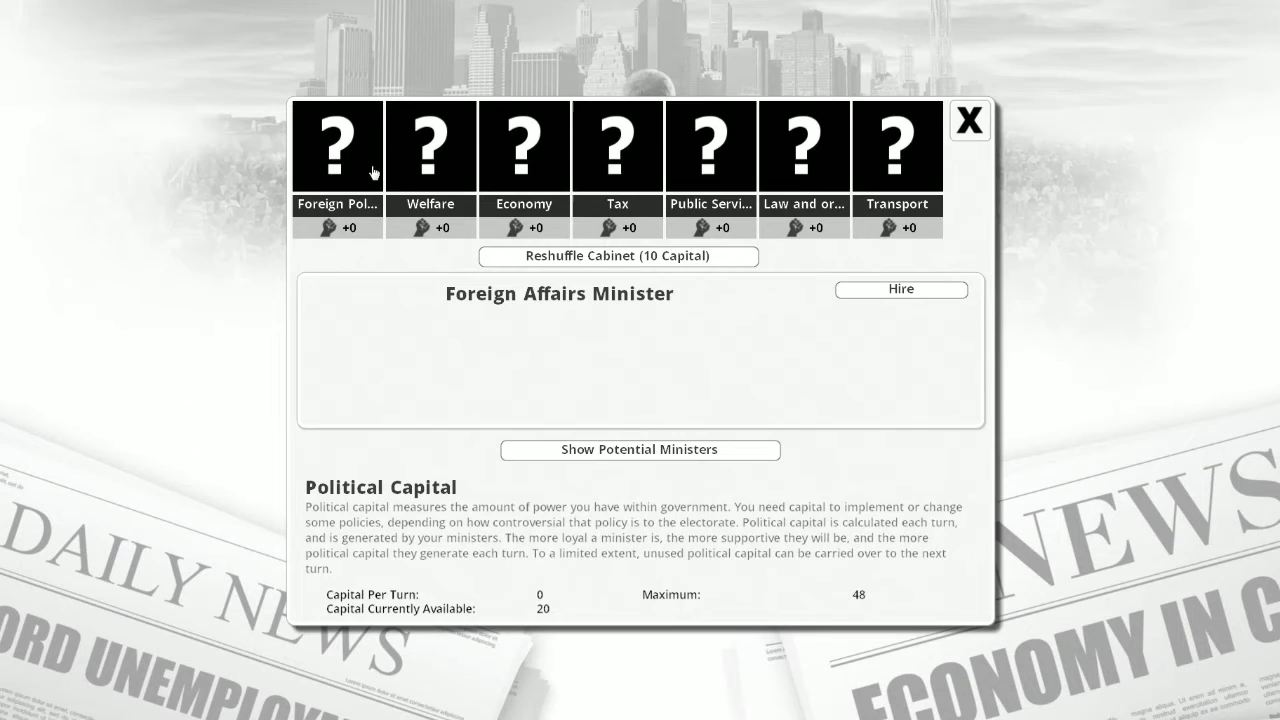 ? ? ? ? ? ? ?
X
Foreign Pol... Welfare Economy Tax Public Servi... Law and or... Transport
+0 +0 +0 +0 +0 +0 +0
Reshuffle Cabinet (10 Capital)
Foreign Affairs Minister
Hire
Show Potential Ministers
Political Capital
Political capital measures the amount of power you have within government. You need capital to implement or change
some policies, depending on how controversial that policy is to the electorate. Political capital is calculated each turn,
and is generated by your ministers. The more loyal a minister is, the more supportive they will be, and the more
political capital they generate each turn. To a limited extent, unused political capital can be carried over to the next
turn.
Capital Per Turn: 0 Maximum: 48
Capital Currently Available: 20
DAILY NEWS
ORD UNEMPLOY
NEWS
ECONOMY IN C